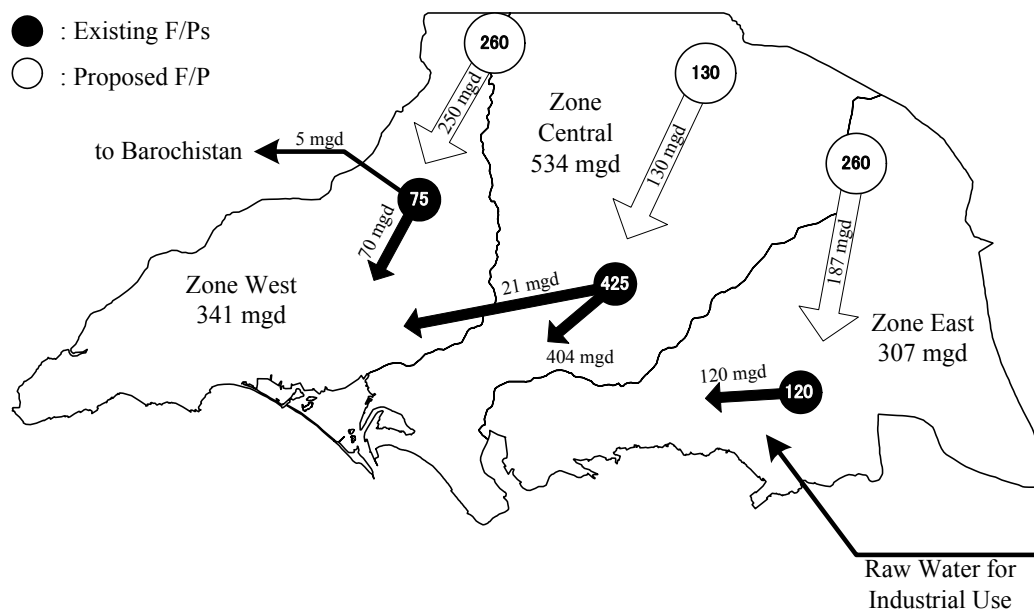 : Existing F/Ps
: Proposed F/P
260
250 mgd
130
130 mgd
Zone
Central
534 mgd
to Barochistan
5 mgd
75
70 mgd
260
187 mgd
Zone West
341 mgd
21 mgd
425
404 mgd
Zone East
307 mgd
120 mgd
120
Raw Water for
Industrial Use